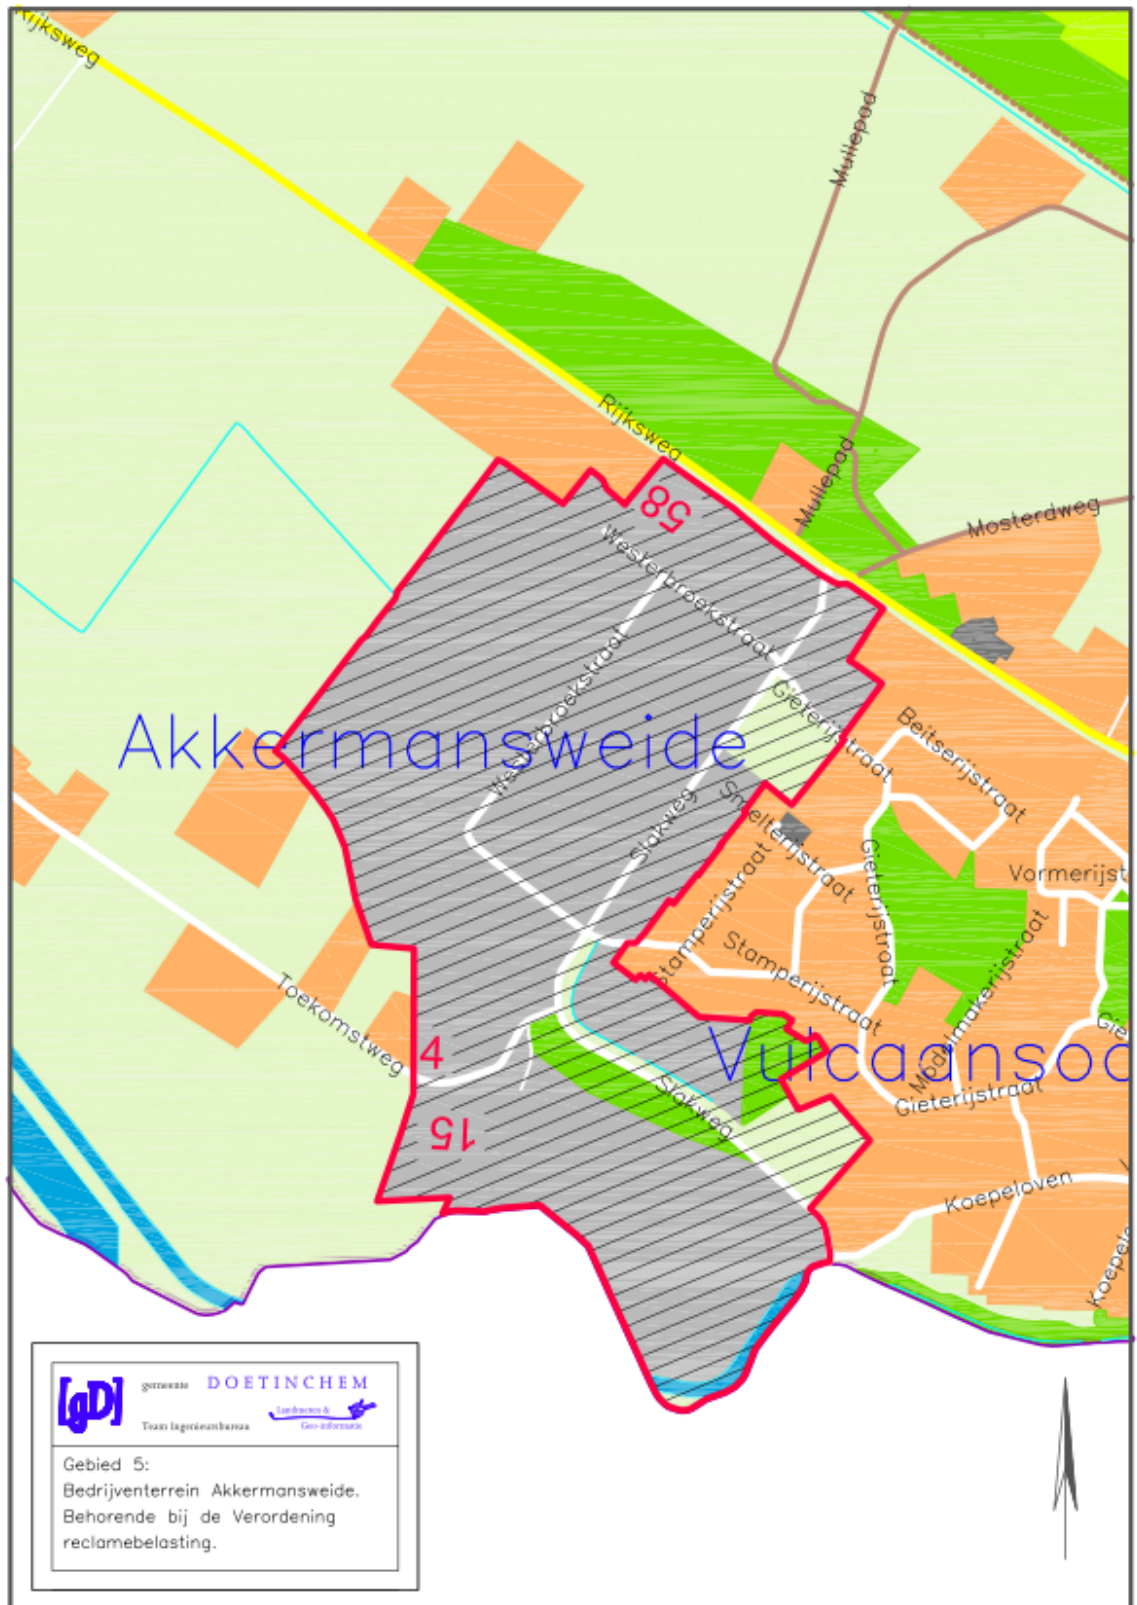 Rijksweg
Mullepad
Rijksweg
Mullepad
Mosterdweg
58
Westerbroekstraat
Westerbroekstraat
Gieterijstraat
Beitserijstraat
Akkermansweide
Slakweg
Smelterijstraat
Stamperijstraat
Gieterijstraat
Vormerijst
Stamperijstraat
Modelmakerijstraat
Toekomstweg
4
Vulcaansoo
Gie
15
Slakweg
Gieterijstraat
Koepeloven
Koepelo
[gD]
gemeente DOETINCHEM
Landmeten &
Team Ingenieursbureau
Geo-informatie
Gebied 5:
Bedrijventerrein Akkermansweide.
Behorende bij de Verordening
reclamebelasting.